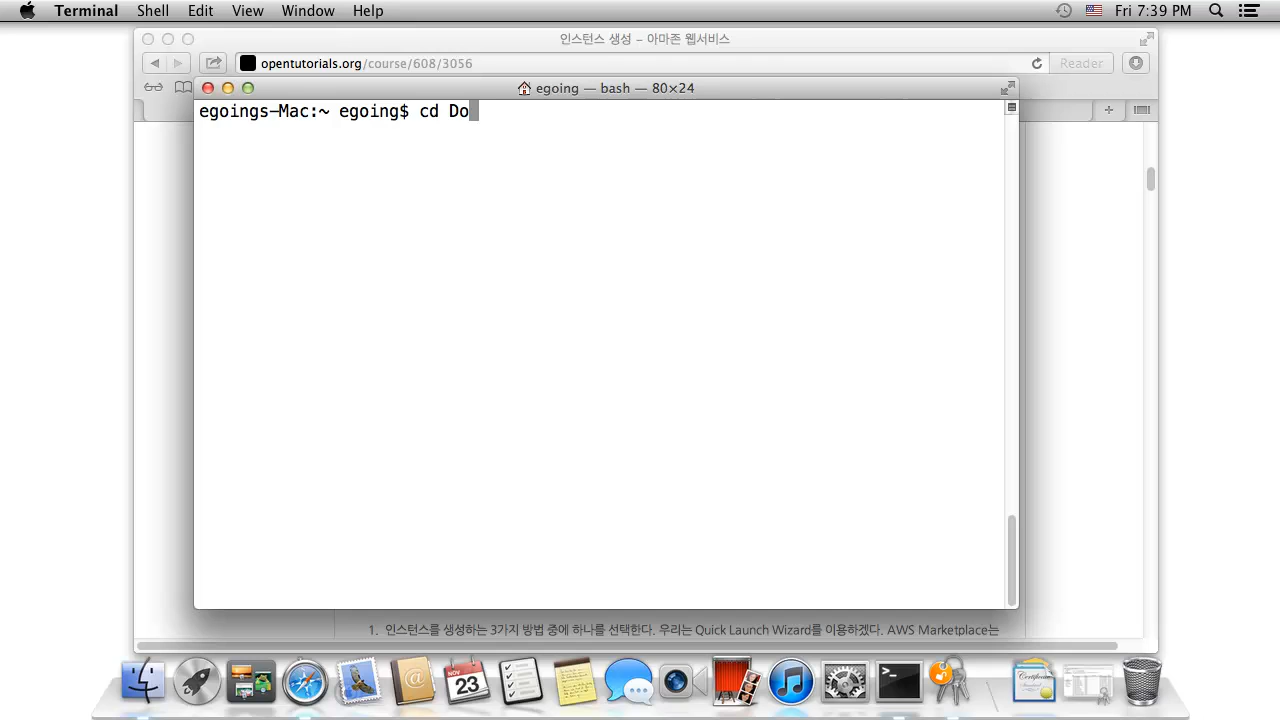 Terminal Shell Edit View Window Help Fri 7:39 PM
인스턴스 생성 – 아마존 웹서비스
opentutorials.org/course/608/3056 Reader
egoing — bash — 80×24
egoings-Mac:~ egoing$ cd Do
1. 인스턴스를 생성하는 3가지 방법 중에 하나를 선택한다. 우리는 Quick Launch Wizard를 이용하겠다. AWS Marketplace는
NOV
23